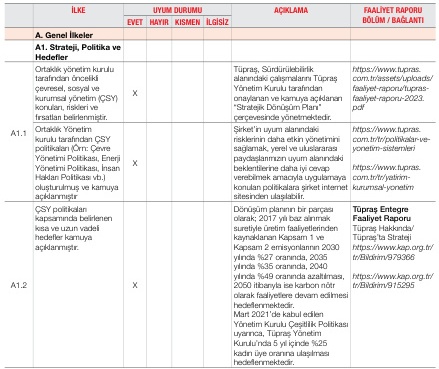 İLKE
UYUM DURUMU
AÇIKLAMA
FAALİYET RAPORU
BÖLÜM / BAĞLANTI
EVET HAYIR KISMEN İLGİSİZ
A. Genel İlkeler
A1. Strateji, Politika ve
Hedefler
A1.1
Ortaklık yönetim kurulu
tarafından öncelikli
çevresel, sosyal ve
kurumsal yönetim (ÇSY)
konuları, riskleri ve
fırsatları belirlenmiştir.
X
Tüpraş, Sürdürülebilirlik
alanındaki çalışmalarını Tüpraş
Yönetim Kurulu tarafından
onaylanan ve kamuya açıklanan
"Stratejik Dönüşüm Planı"
çerçevesinde yönetmektedir.
https://www.tupras.
com.tr/assets/uploads/
faaliyet-raporu/tupras-
faaliyet-raporu-2023.
pdf
Ortaklık Yönetim
kurulu tarafından ÇSY
politikaları (Örn: Çevre
Yönetimi Politikası, Enerji
Yönetimi Politikası, İnsan
Hakları Politikası vb.)
oluşturulmuş ve kamuya
açıklanmıştır
X
Şirket'in uyum alanındaki
risklerinin daha etkin yönetimini
sağlamak, yerel ve uluslararası
paydaşlarımızın uyum alanındaki
beklentilerine daha iyi cevap
verebilmek amacıyla uygulamaya
konulan politikalara şirket internet
sitesinden ulaşılabilir.
https://www.tupras.
com.tr/tr/politikalar-ve-
yonetim-sistemleri
https://www.tupras.
com.tr/tr/yatirim-
kurumsal-yonetim
A1.2
ÇSY politikaları
kapsamında belirlenen
kısa ve uzun vadeli
hedefler kamuya
açıklanmıştır.
X
Dönüşüm planının bir parçası
olarak; 2017 yılı baz alınmak
suretiyle üretim faaliyetlerinden
kaynaklanan Kapsam 1 ve
Kapsam 2 emisyonlarının 2030
yılında %27 oranında, 2035
yılında %35 oranında, 2040
yılında %49 oranında azaltılması,
2050 itibarıyla ise karbon nötr
olarak faaliyetlere devam edilmesi
hedeflenmektedir.
Mart 2021'de kabul edilen
Yönetim Kurulu Çeşitlilik Politikası
uyarınca, Tüpraş Yönetim
Kurulu'nda 5 yıl içinde %25
kadın üye oranına ulaşılması
hedeflenmektedir.
Tüpraş Entegre
Faaliyet Raporu
Tüpraş Hakkında/
Tüpraş'ta Strateji
https://www.kap.org.tr/
tr/Bildirim/979366
https://www.kap.org.tr/
tr/Bildirim/915295